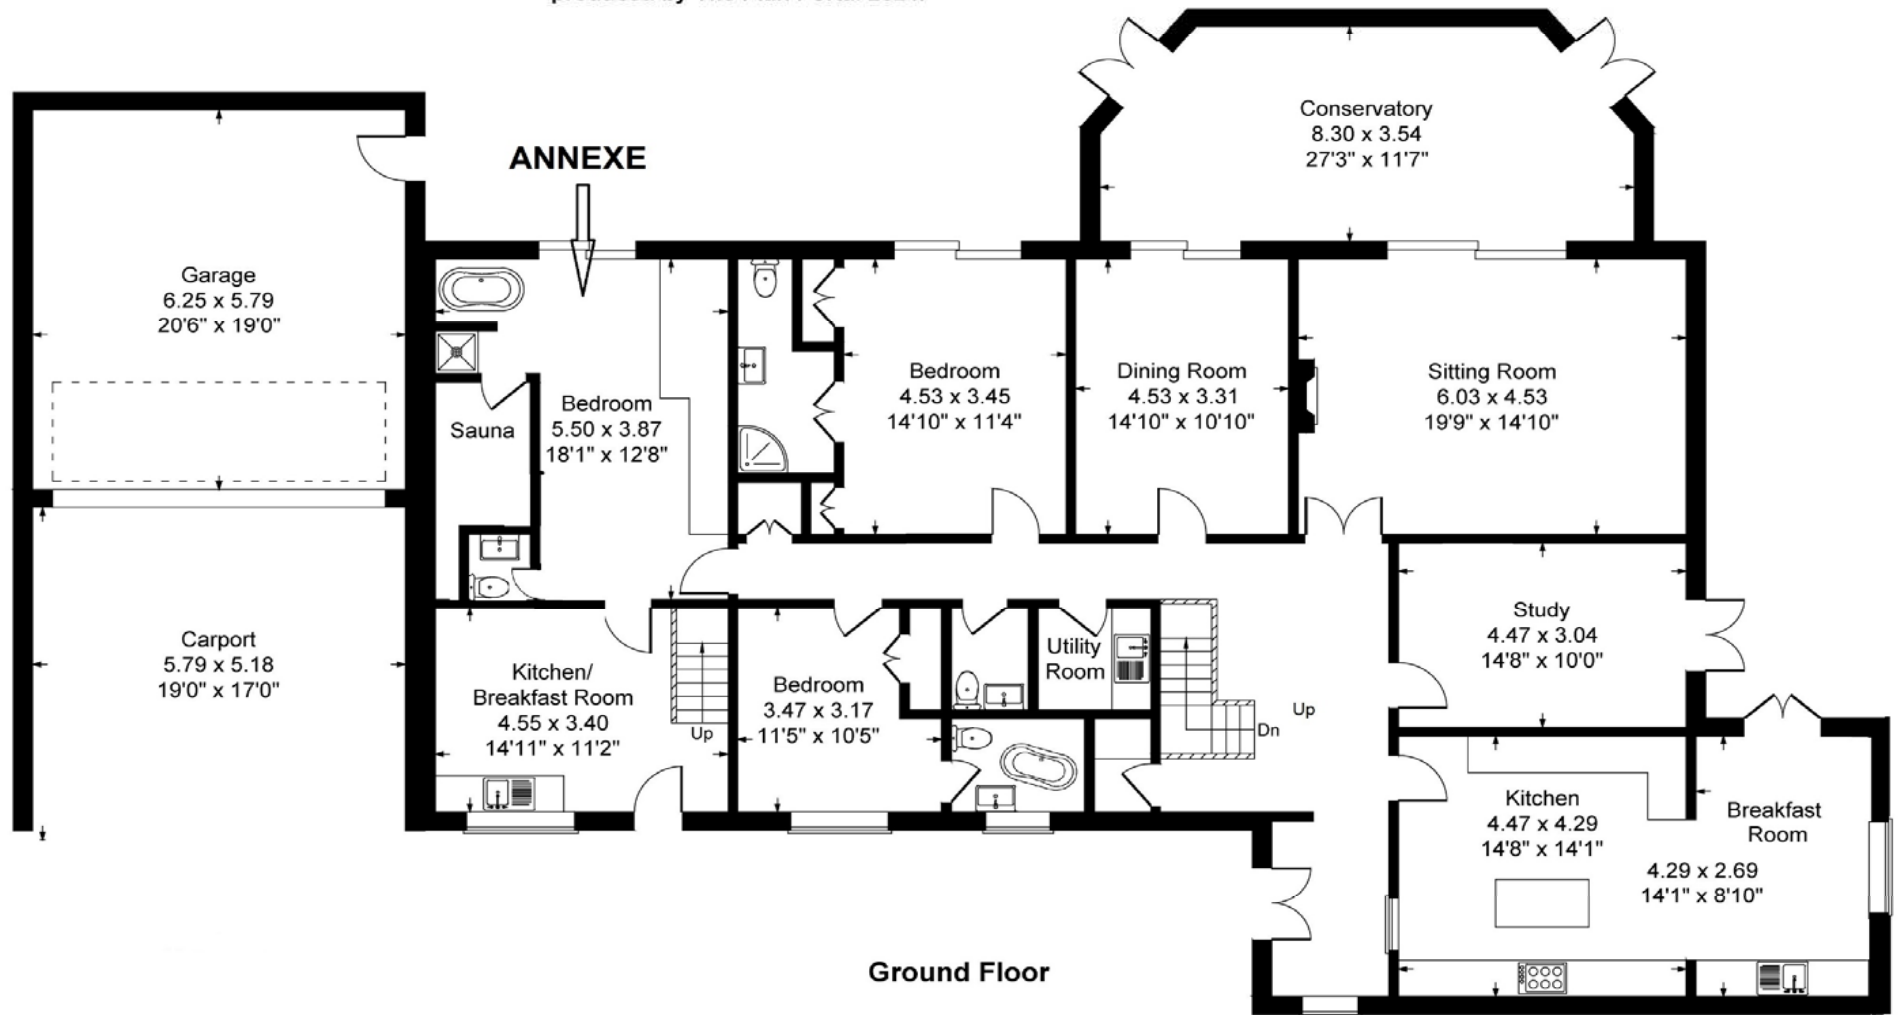 Conservatory
8.30 x 3.54
27'3" x 11'7"
ANNEXE
Garage
6.25 x 5.79
20'6" x 19'0"
Bedroom
5.50 x 3.87
18'1" x 12'8"
Sauna
Bedroom
4.53 x 3.45
14'10" x 11'4"
Dining Room
4.53 x 3.31
14'10" x 10'10"
Sitting Room
6.03 x 4.53
19'9" x 14'10"
Carport
5.79 x 5.18
19'0" x 17'0"
Kitchen/
Breakfast Room
4.55 x 3.40
14'11" x 11'2"
Up
Bedroom
3.47 x 3.17
11'5" x 10'5"
Utility
Room
Up
Dn
Study
4.47 x 3.04
14'8" x 10'0"
Kitchen
4.47 x 4.29
14'8" x 14'1"
Breakfast
Room
4.29 x 2.69
14'1" x 8'10"
Ground Floor